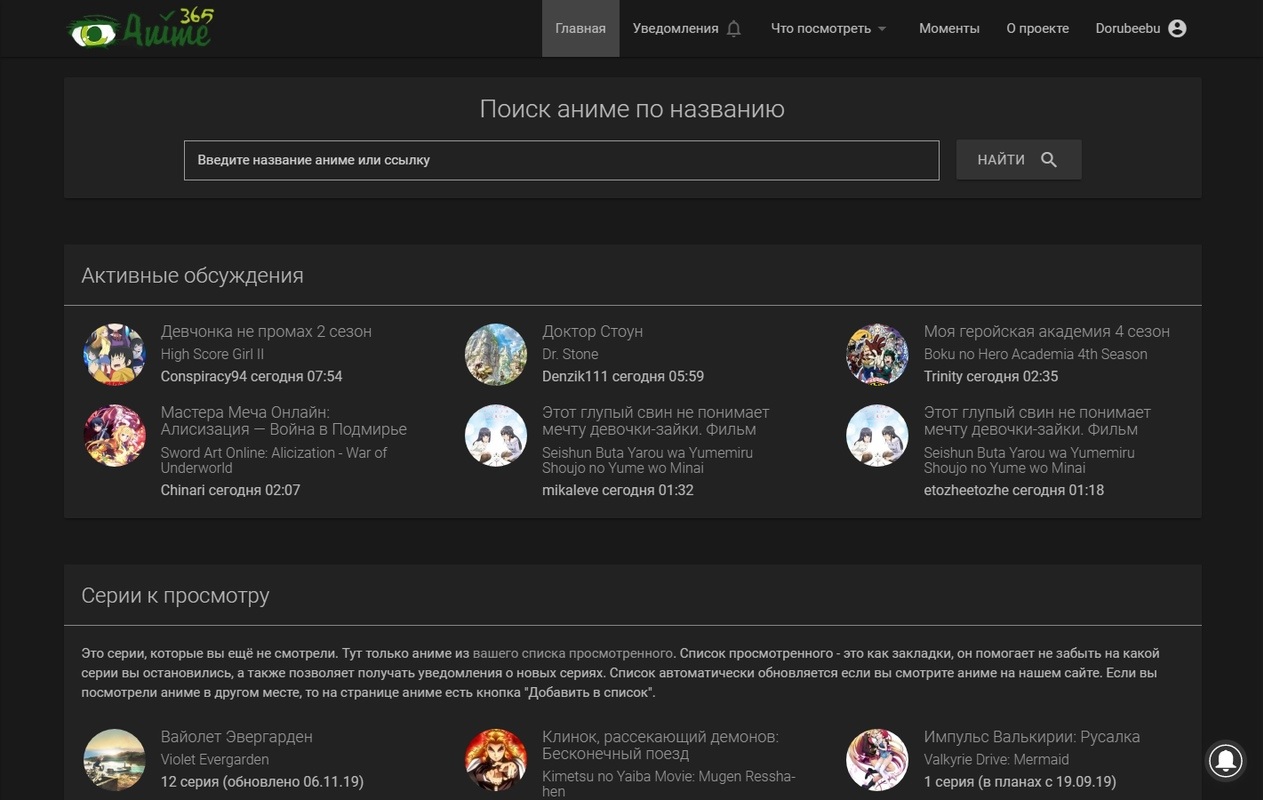 Anime 365
Главная
Уведомления
Что посмотреть
Моменты
О проекте
Dorubeebu
Поиск аниме по названию
Введите название аниме или ссылку
НАЙТИ
Активные обсуждения
Девчонка не промах 2 сезон
High Score Girl II
Conspiracy94 сегодня 07:54
Доктор Стоун
Dr. Stone
Denzik111 сегодня 05:59
Моя геройская академия 4 сезон
Boku no Hero Academia 4th Season
Trinity сегодня 02:35
Мастера Меча Онлайн:
Алисизация — Война в Подмирье
Sword Art Online: Alicization - War of
Underworld
Chinari сегодня 02:07
Этот глупый свин не понимает
мечту девочки-зайки. Фильм
Seishun Buta Yarou wa Yumemiru
Shoujo no Yume wo Minai
mikaleve сегодня 01:32
Этот глупый свин не понимает
мечту девочки-зайки. Фильм
Seishun Buta Yarou wa Yumemiru
Shoujo no Yume wo Minai
etozheetozhe сегодня 01:18
Серии к просмотру
Это серии, которые вы ещё не смотрели. Тут только аниме из вашего списка просмотренного. Список просмотренного - это как закладки, он помогает не забыть на какой
серии вы остановились, а также позволяет получать уведомления о новых сериях. Список автоматически обновляется если вы смотрите аниме на нашем сайте. Если вы
посмотрели аниме в другом месте, то на странице аниме есть кнопка "Добавить в список".
Вайолет Эвергарден
Violet Evergarden
12 серия (обновлено 06.11.19)
Клинок, рассекающий демонов:
Бесконечный поезд
Kimetsu no Yaiba Movie: Mugen Ressha-
hen
Импульс Валькирии: Русалка
Valkyrie Drive: Mermaid
1 серия (в планах с 19.09.19)